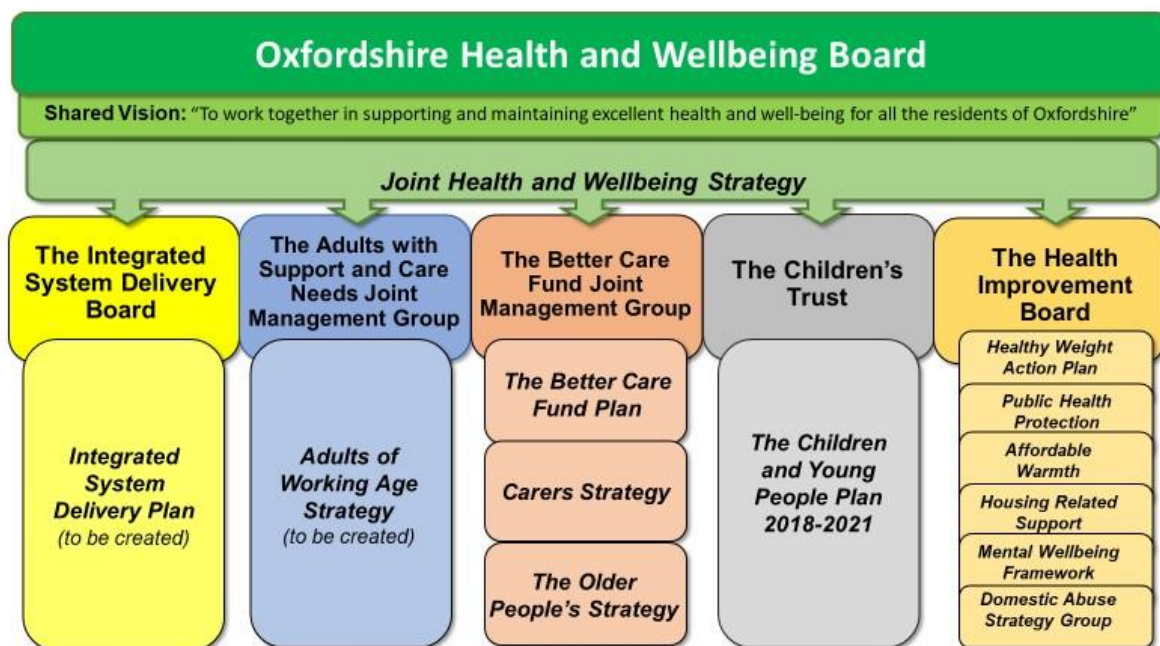 Oxfordshire Health and Wellbeing Board
Shared Vision: “To work together in supporting and maintaining excellent health and well-being for all the residents of Oxfordshire”
Joint Health and Wellbeing Strategy
The Integrated
System Delivery
Board
Integrated
System
Delivery Plan
(to be created)
The Adults with
Support and Care
Needs Joint
Management Group
Adults of
Working Age
Strategy
(to be created)
The Better Care
Fund Joint
Management Group
The Better Care
Fund Plan
Carers Strategy
The Older
People’s Strategy
The Children’s
Trust
The Children
and Young
People Plan
2018-2021
The Health
Improvement
Board
Healthy Weight
Action Plan
Public Health
Protection
Affordable
Warmth
Housing Related
Support
Mental Wellbeing
Framework
Domestic Abuse
Strategy Group